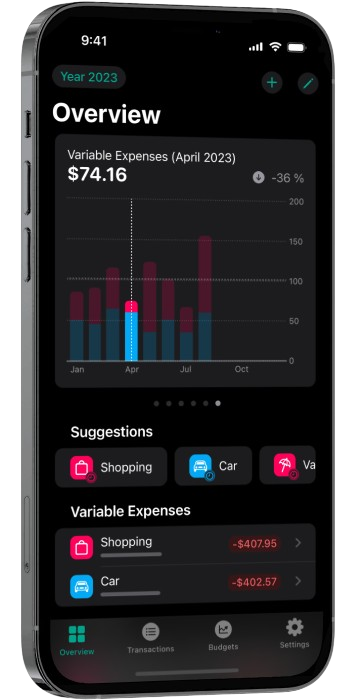 9:41
Year 2023
Overview
Variable Expenses (April 2023)
$74.16
-36 %
200
150
100
50
0
Jan
Apr
Jul
Oct
Suggestions
Shopping
Car
Va
Variable Expenses
Shopping
-$407.95
Car
-$402.57
Overview
Transactions
Budgets
Settings